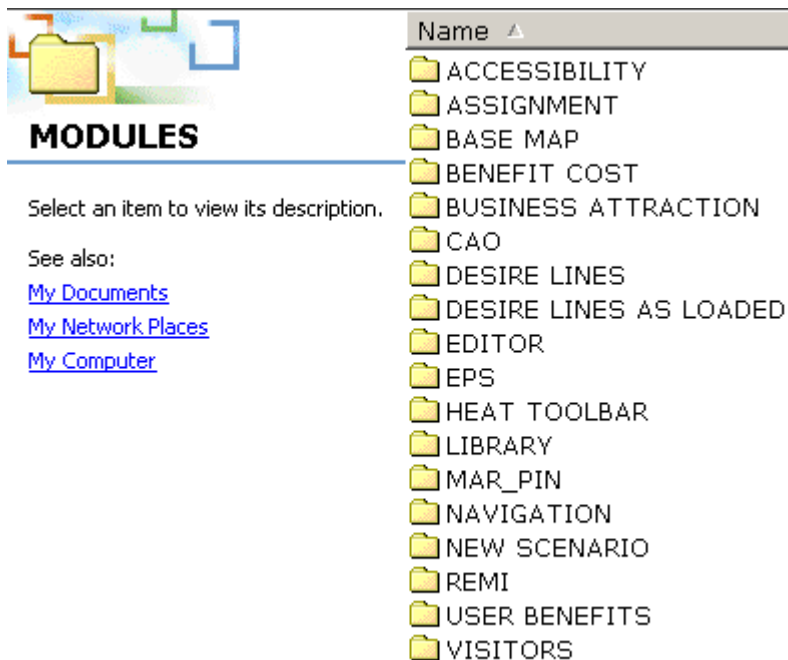 MODULES
Select an item to view its description.
See also:
My Documents
My Network Places
My Computer
Name
ACCESSIBILITY
ASSIGNMENT
BASE MAP
BENEFIT COST
BUSINESS ATTRACTION
CAO
DESIRE LINES
DESIRE LINES AS LOADED
EDITOR
EPS
HEAT TOOLBAR
LIBRARY
MAR_PIN
NAVIGATION
NEW SCENARIO
REMI
USER BENEFITS
VISITORS